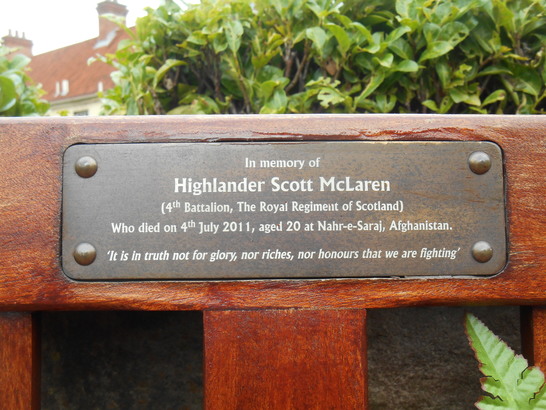 In memory of
Highlander Scott McLaren
(4th Battalion, The Royal Regiment of Scotland)
Who died on 4th July 2011, aged 20 at Nahr-e-Saraj, Afghanistan.
'It is in truth not for glory, nor riches, nor honours that we are fighting'